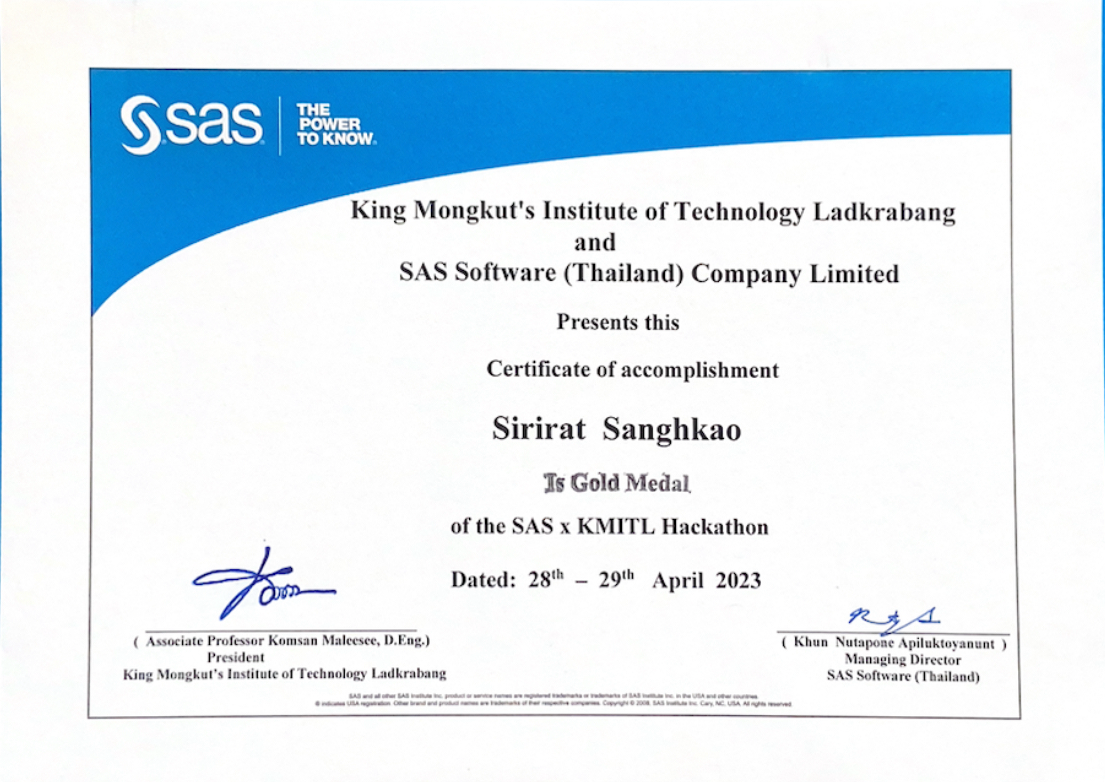 sas
THE
POWER
TO KNOW®
King Mongkut's Institute of Technology Ladkrabang
and
SAS Software (Thailand) Company Limited
Presents this
Certificate of accomplishment
Sirirat Sanghkao
Is Gold Medal
of the SAS x KMITL Hackathon
Dated: 28th – 29th April 2023
( Associate Professor Komsan Maleesee, D.Eng.)
President
King Mongkut's Institute of Technology Ladkrabang
( Khun Nutapone Apiluktoyanunt )
Managing Director
SAS Software (Thailand)
SAS and all other SAS Institute Inc. product or service names are registered trademarks or trademarks of SAS Institute Inc. in the USA and other countries.
® indicates USA registration. Other brand and product names are trademarks of their respective companies. Copyright © 2008, SAS Institute Inc. Cary, NC, USA. All rights reserved.